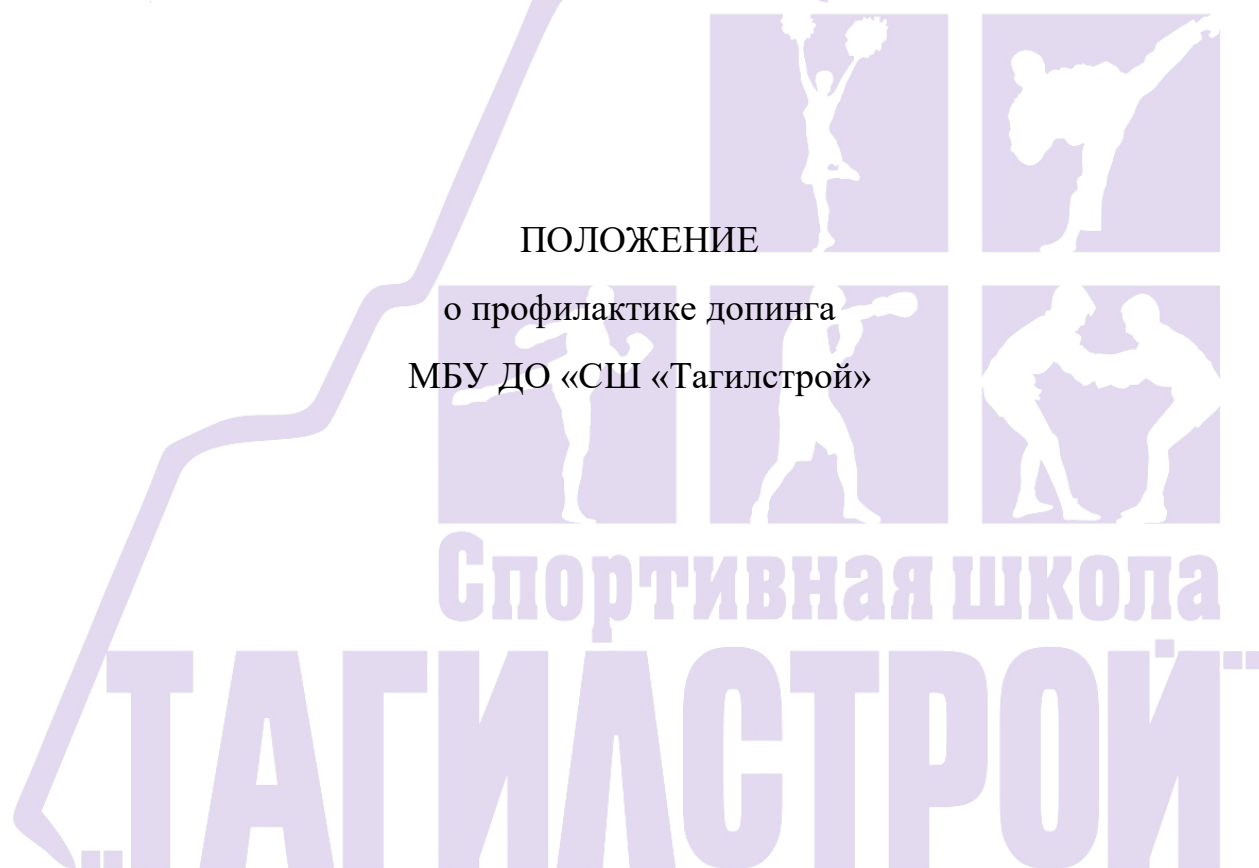 ПОЛОЖЕНИЕ
о профилактике допинга
МБУ ДО «СШ «Тагилстрой»
Спортивная школа
„ТАГИЛСТРОЙ"